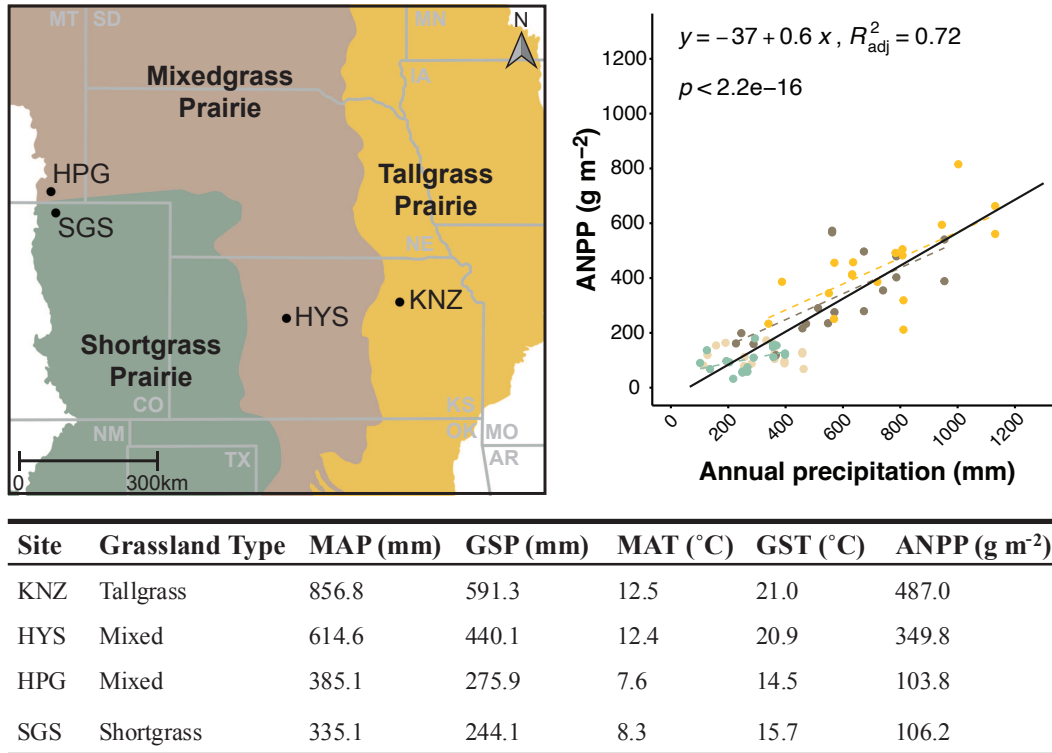 MT SD
MN
N
Mixedgrass
Prairie
IA
Tallgrass
Prairie
HPG
SGS
NE
KNZ
HYS
Shortgrass
Prairie
CO
KS
NM
OK
MO
TX
AR
0
300km
y = −37 + 0.6 x , R²adj = 0.72
p < 2.2e−16
ANPP (g m⁻²)
1200
1000
800
600
400
200
0
0
200
400
600
800
1000
1200
Annual precipitation (mm)
Site Grassland Type MAP (mm) GSP (mm) MAT (˚C) GST (˚C) ANPP (g m⁻²)
KNZ Tallgrass 856.8 591.3 12.5 21.0 487.0
HYS Mixed 614.6 440.1 12.4 20.9 349.8
HPG Mixed 385.1 275.9 7.6 14.5 103.8
SGS Shortgrass 335.1 244.1 8.3 15.7 106.2